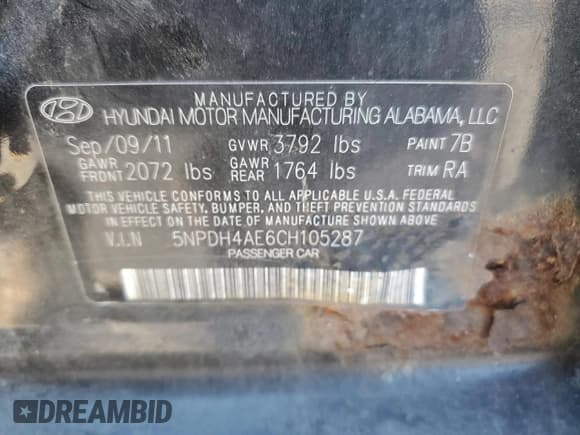 MANUFACTURED BY
HYUNDAI MOTOR MANUFACTURING ALABAMA, LLC
Sep/09/11 GVWR 3792 lbs PAINT 7B
GAWR FRONT 2072 lbs GAWR REAR 1764 lbs TRIM RA
THIS VEHICLE CONFORMS TO ALL APPLICABLE U.S.A. FEDERAL
MOTOR VEHICLE SAFETY, BUMPER, AND THEFT PREVENTION STANDARDS
IN EFFECT ON THE DATE OF MANUFACTURE SHOWN ABOVE.
V.I.N 5NPDH4AE6CH105287
PASSENGER CAR
DREAMBID